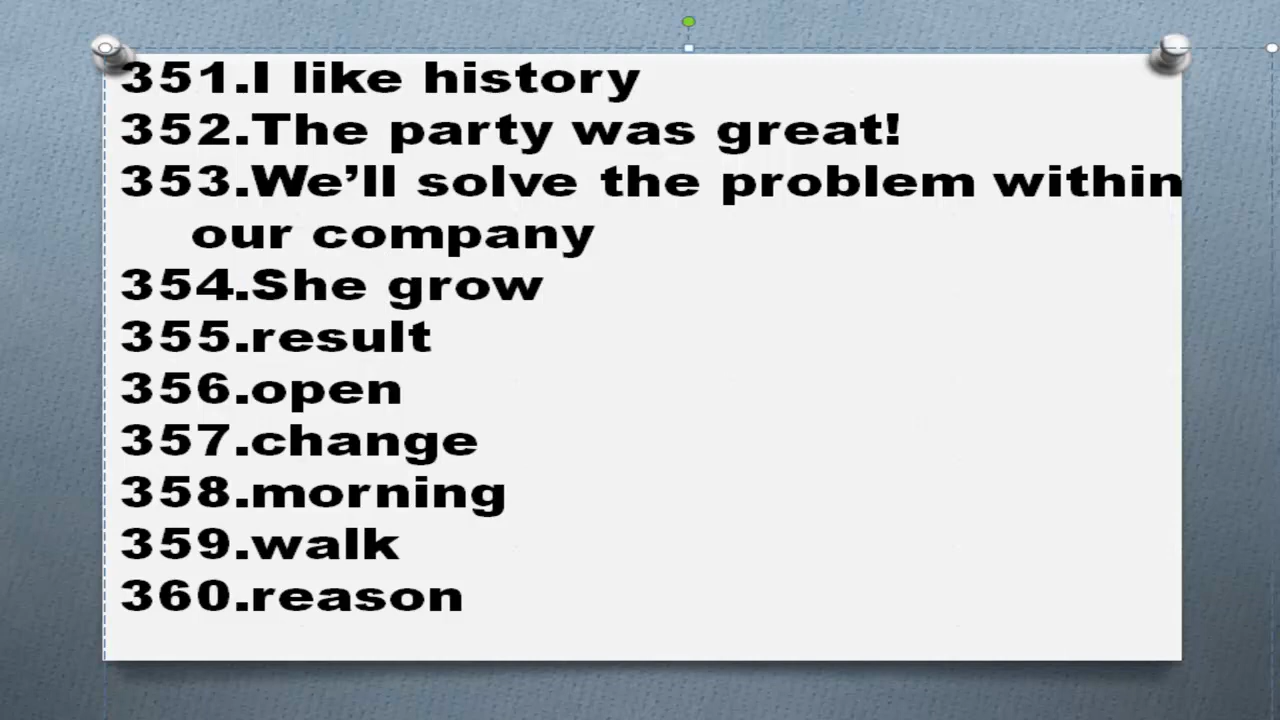 351.I like history
352.The party was great!
353.We’ll solve the problem within
our company
354.She grow
355.result
356.open
357.change
358.morning
359.walk
360.reason